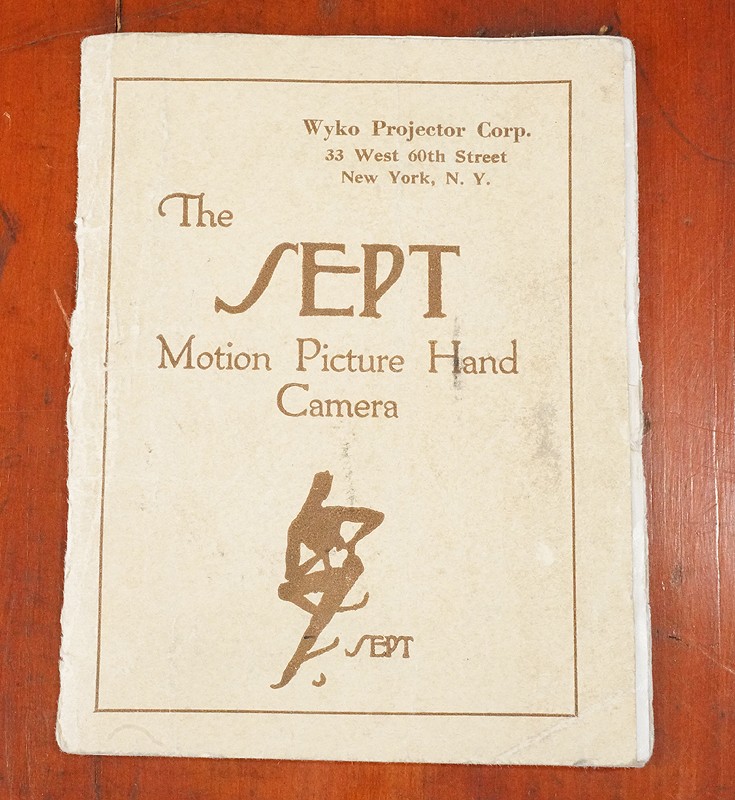 Wyko Projector Corp.
33 West 60th Street
New York, N. Y.
The
SEPT
Motion Picture Hand
Camera
SEPT